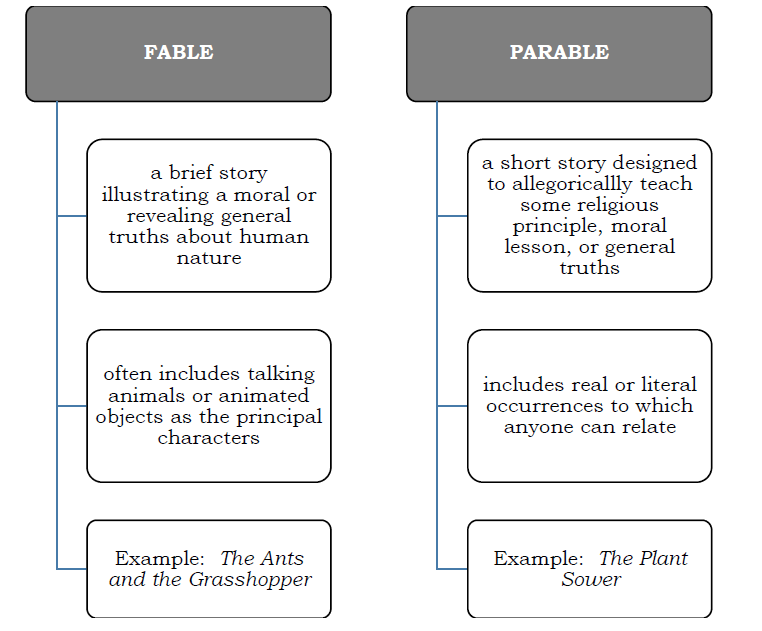 FABLE
a brief story
illustrating a moral or
revealing general
truths about human
nature
often includes talking
animals or animated
objects as the principal
characters
Example: The Ants
and the Grasshopper
PARABLE
a short story designed
to allegoricallly teach
some religious
principle, moral
lesson, or general
truths
includes real or literal
occurrences to which
anyone can relate
Example: The Plant
Sower